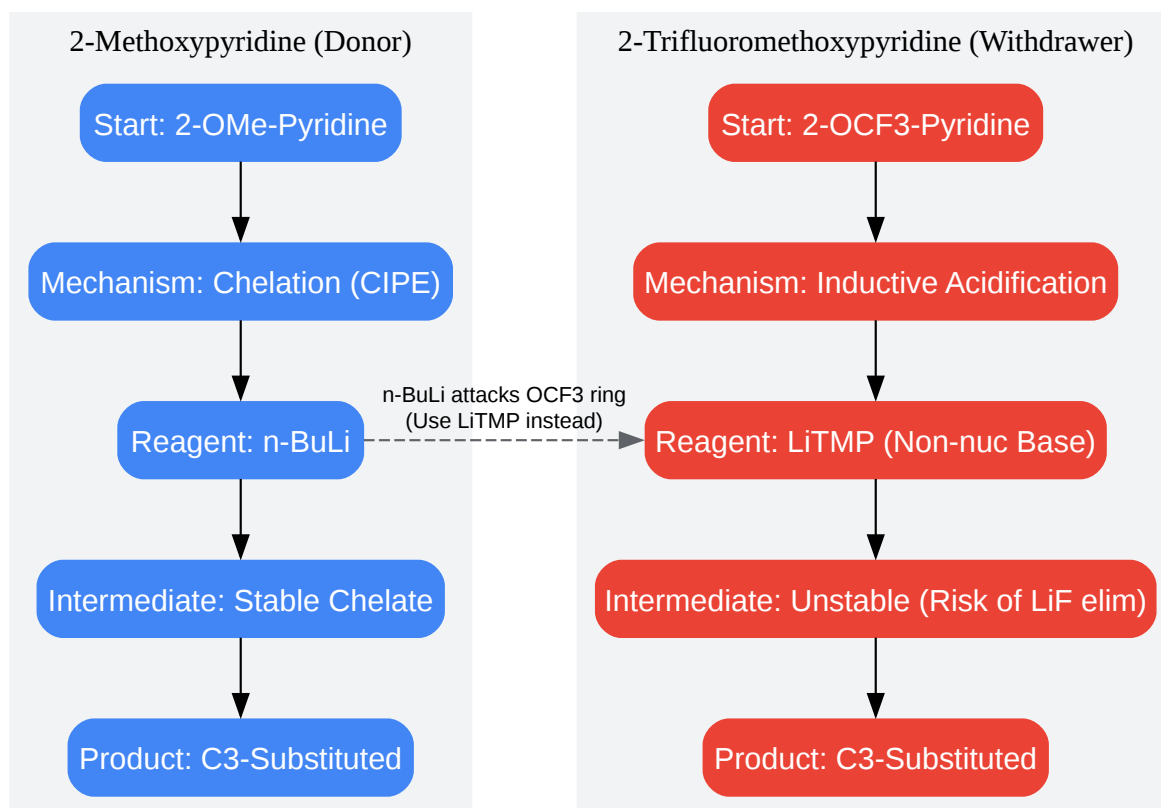 2-Methoxypyridine (Donor)
Start: 2-OMe-Pyridine
Mechanism: Chelation (CIPE)
Reagent: n-BuLi
Intermediate: Stable Chelate
Product: C3-Substituted
n-BuLi attacks OCF3 ring
(Use LiTMP instead)
2-Trifluoromethoxypyridine (Withdrawer)
Start: 2-OCF3-Pyridine
Mechanism: Inductive Acidification
Reagent: LiTMP (Non-nuc Base)
Intermediate: Unstable (Risk of LiF elim)
Product: C3-Substituted